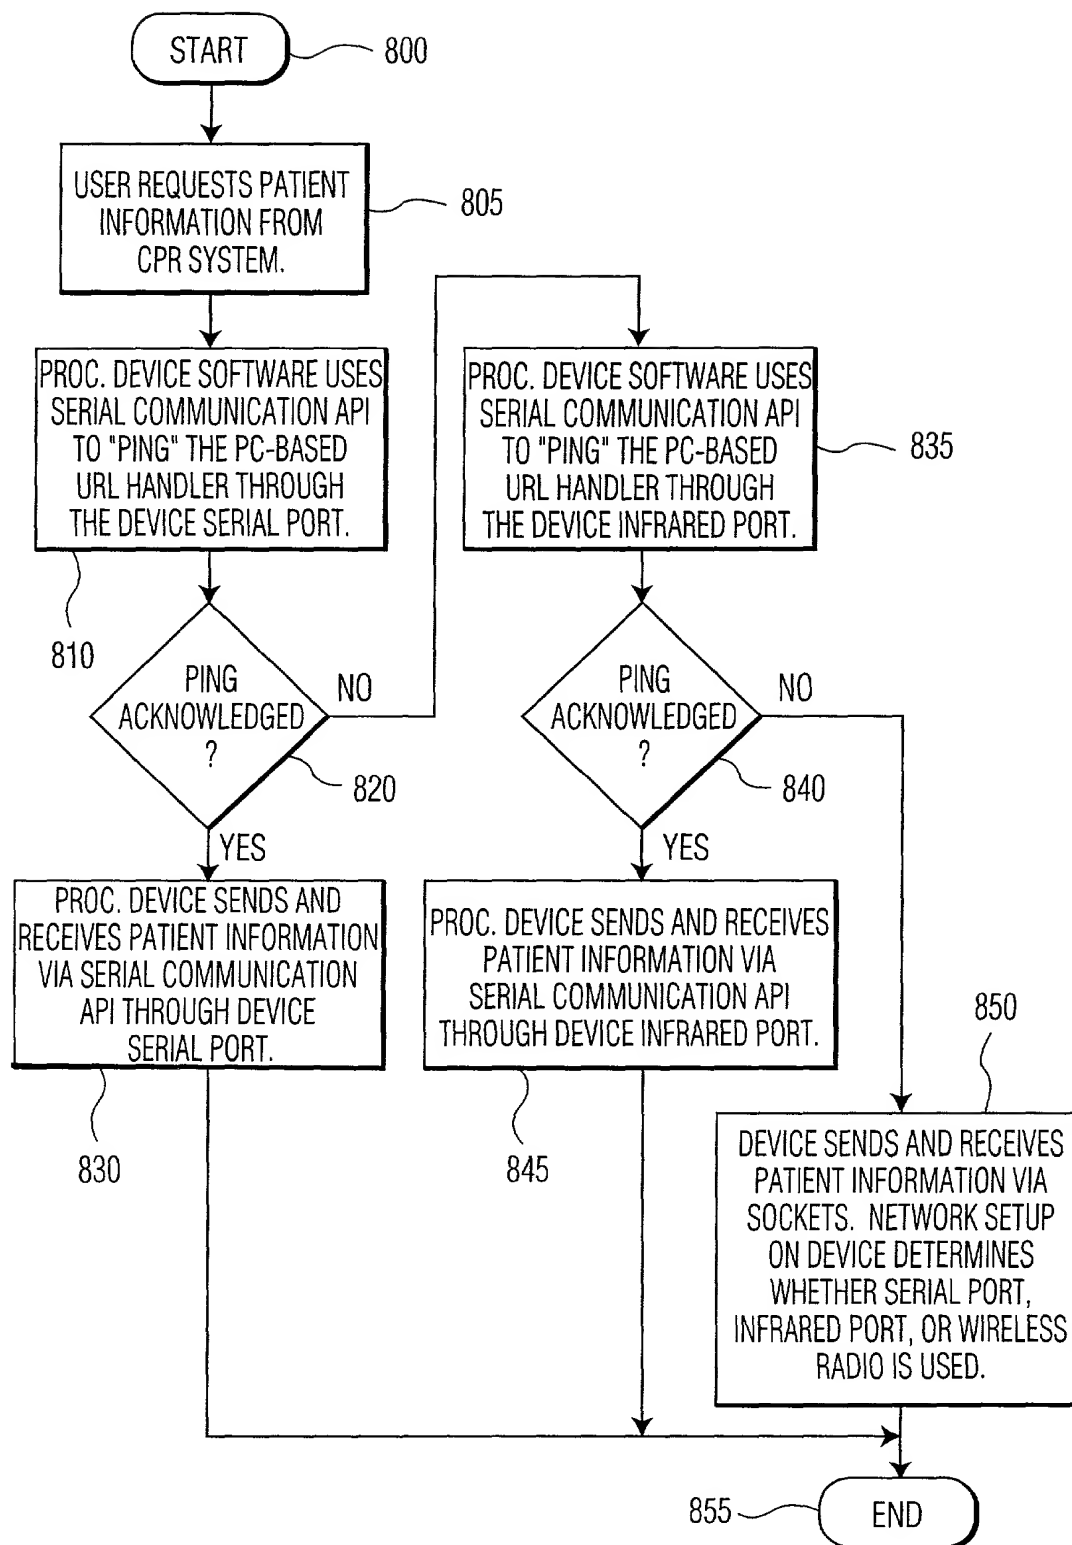 START
800
USER REQUESTS PATIENT
INFORMATION FROM
CPR SYSTEM.
805
PROC. DEVICE SOFTWARE USES
SERIAL COMMUNICATION API
TO "PING" THE PC-BASED
URL HANDLER THROUGH
THE DEVICE SERIAL PORT.
810
PING
ACKNOWLEDGED
?
NO
820
YES
PROC. DEVICE SENDS AND
RECEIVES PATIENT INFORMATION
VIA SERIAL COMMUNICATION
API THROUGH DEVICE
SERIAL PORT.
830
PROC. DEVICE SOFTWARE USES
SERIAL COMMUNICATION API
TO "PING" THE PC-BASED
URL HANDLER THROUGH
THE DEVICE INFRARED PORT.
835
PING
ACKNOWLEDGED
?
NO
840
YES
PROC. DEVICE SENDS AND RECEIVES
PATIENT INFORMATION VIA
SERIAL COMMUNICATION API
THROUGH DEVICE INFRARED PORT.
845
850
DEVICE SENDS AND RECEIVES
PATIENT INFORMATION VIA
SOCKETS. NETWORK SETUP
ON DEVICE DETERMINES
WHETHER SERIAL PORT,
INFRARED PORT, OR WIRELESS
RADIO IS USED.
855
END